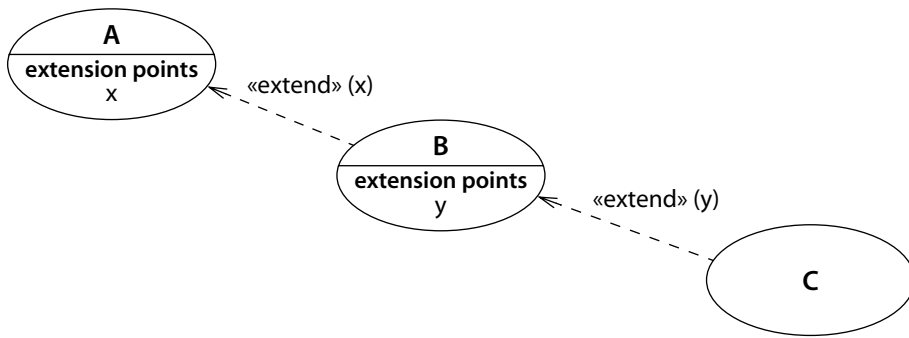 A
extension points
x
«extend» (x)
B
extension points
y
«extend» (y)
C